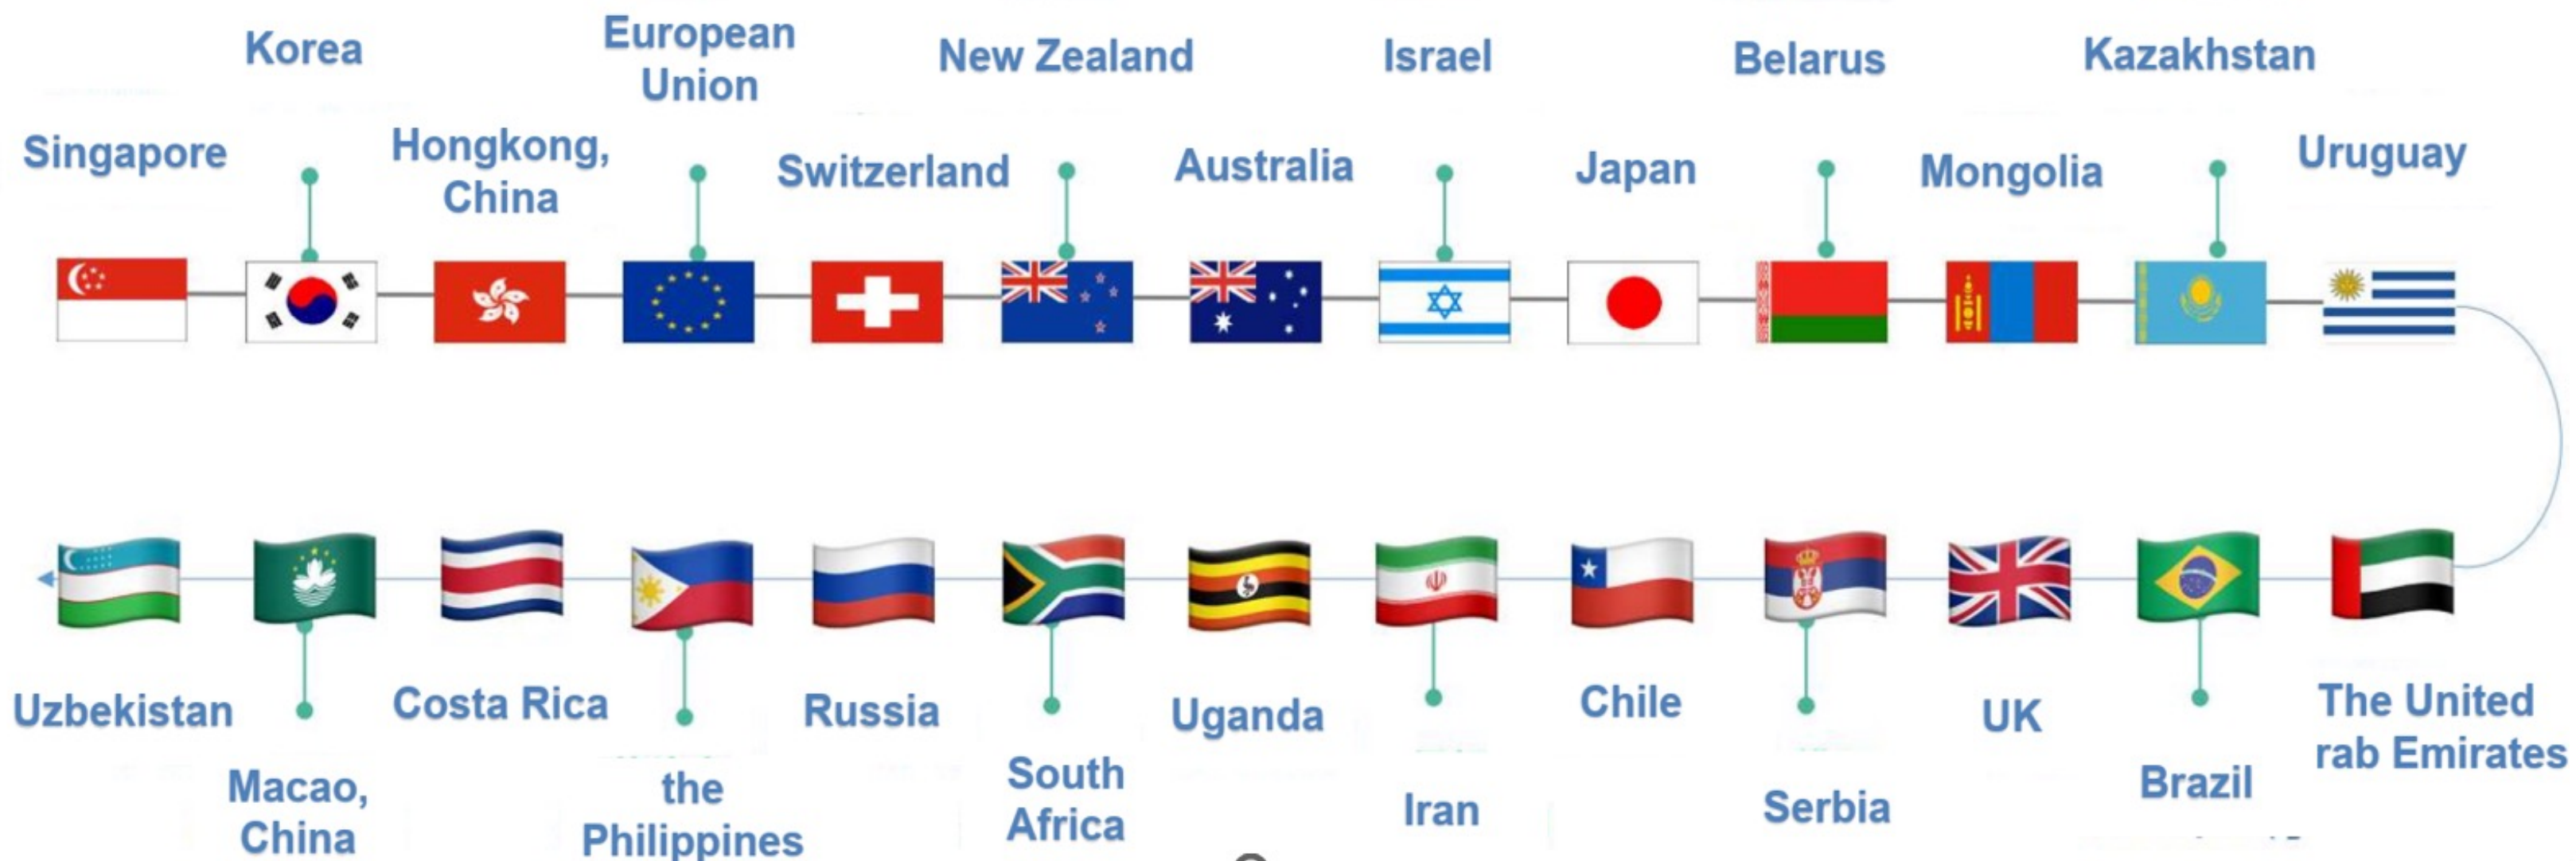 Korea
European
Union
New Zealand
Israel
Belarus
Kazakhstan
Singapore
Hongkong,
China
Switzerland
Australia
Japan
Mongolia
Uruguay
Uzbekistan
Costa Rica
Russia
Uganda
Chile
UK
The United
rab Emirates
Macao,
China
the
Philippines
South
Africa
Iran
Serbia
Brazil